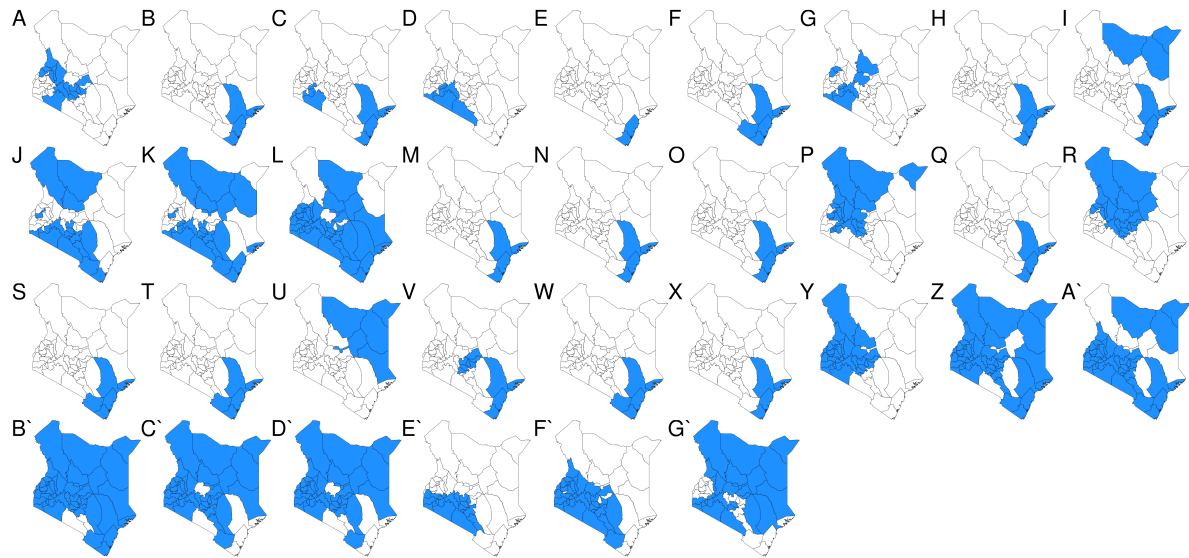 A B C D E F G H I
J K L M N O P Q R
S T U V W X Y Z A`
B` C` D` E` F` G`